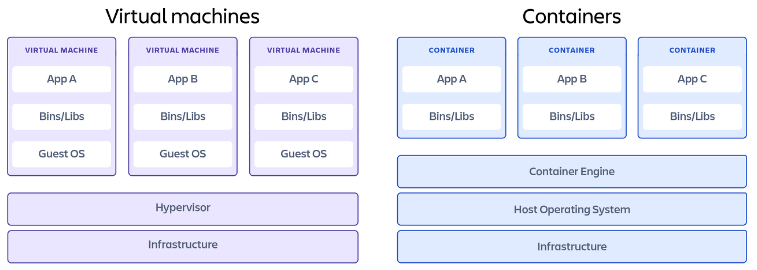 Virtual machines
VIRTUAL MACHINE
App A
Bins/Libs
Guest OS
VIRTUAL MACHINE
App B
Bins/Libs
Guest OS
VIRTUAL MACHINE
App C
Bins/Libs
Guest OS
Hypervisor
Infrastructure
Containers
CONTAINER
App A
Bins/Libs
CONTAINER
App B
Bins/Libs
CONTAINER
App C
Bins/Libs
Container Engine
Host Operating System
Infrastructure